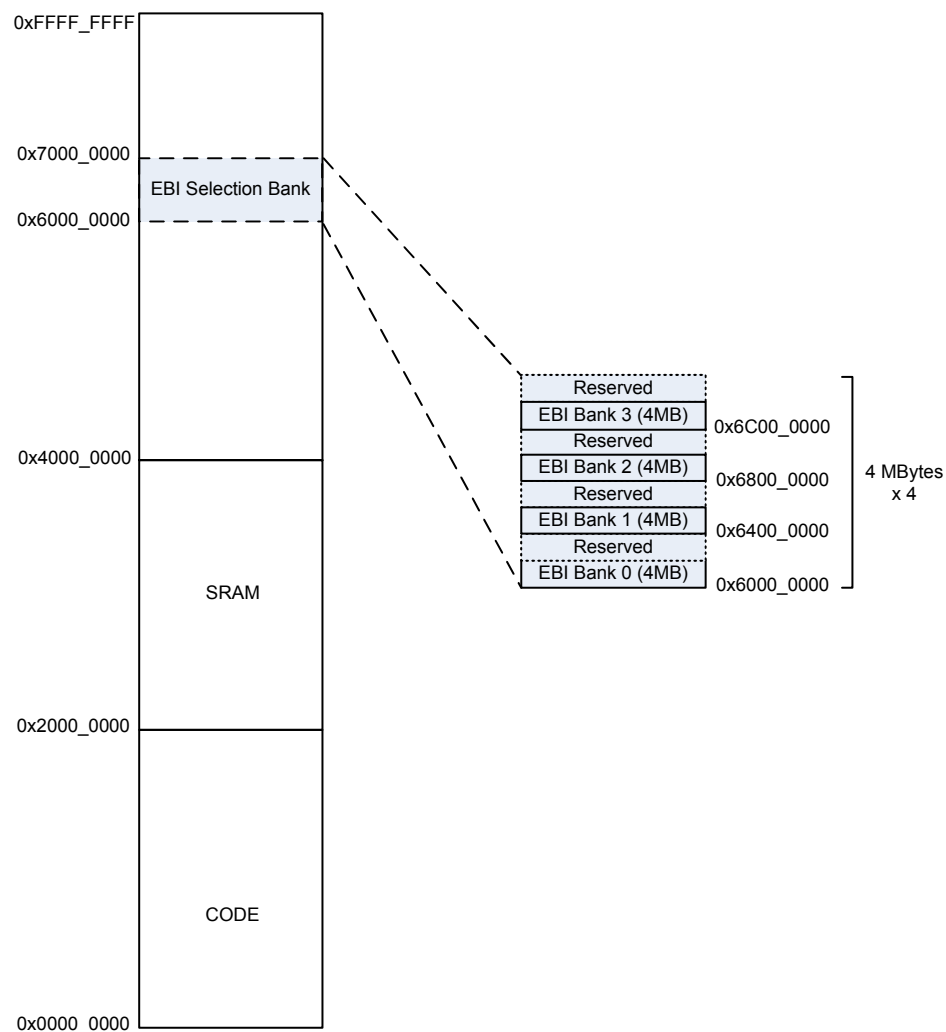 0xFFFF_FFFF
0x7000_0000
EBI Selection Bank
0x6000_0000
0x4000_0000
SRAM
0x2000_0000
CODE
0x0000_0000
Reserved
EBI Bank 3 (4MB)
0x6C00_0000
Reserved
EBI Bank 2 (4MB)
0x6800_0000
Reserved
EBI Bank 1 (4MB)
0x6400_0000
Reserved
EBI Bank 0 (4MB)
0x6000_0000
4 MBytes
x 4